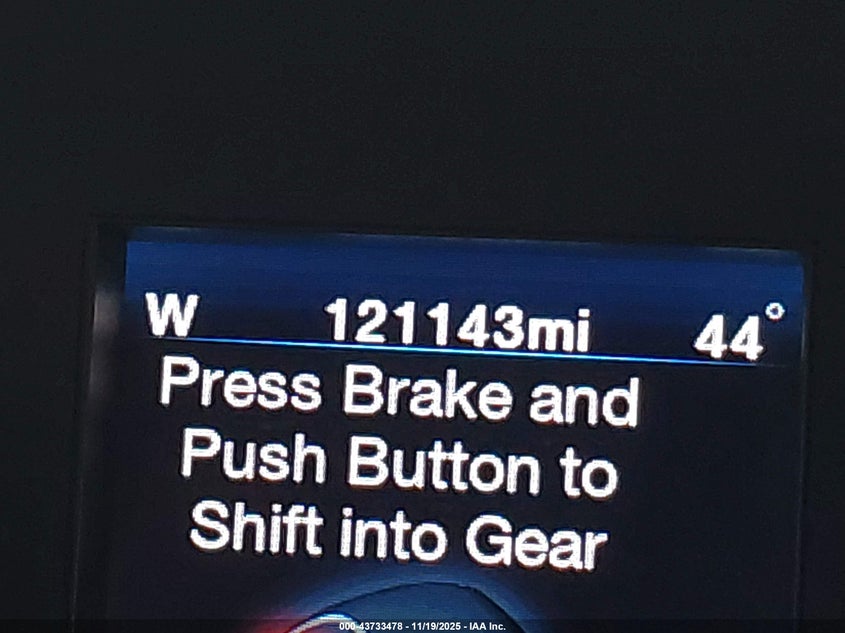 W 121143mi 44°
Press Brake and
Push Button to
Shift into Gear
000-43733478 - 11/19/2025 - IAA Inc.